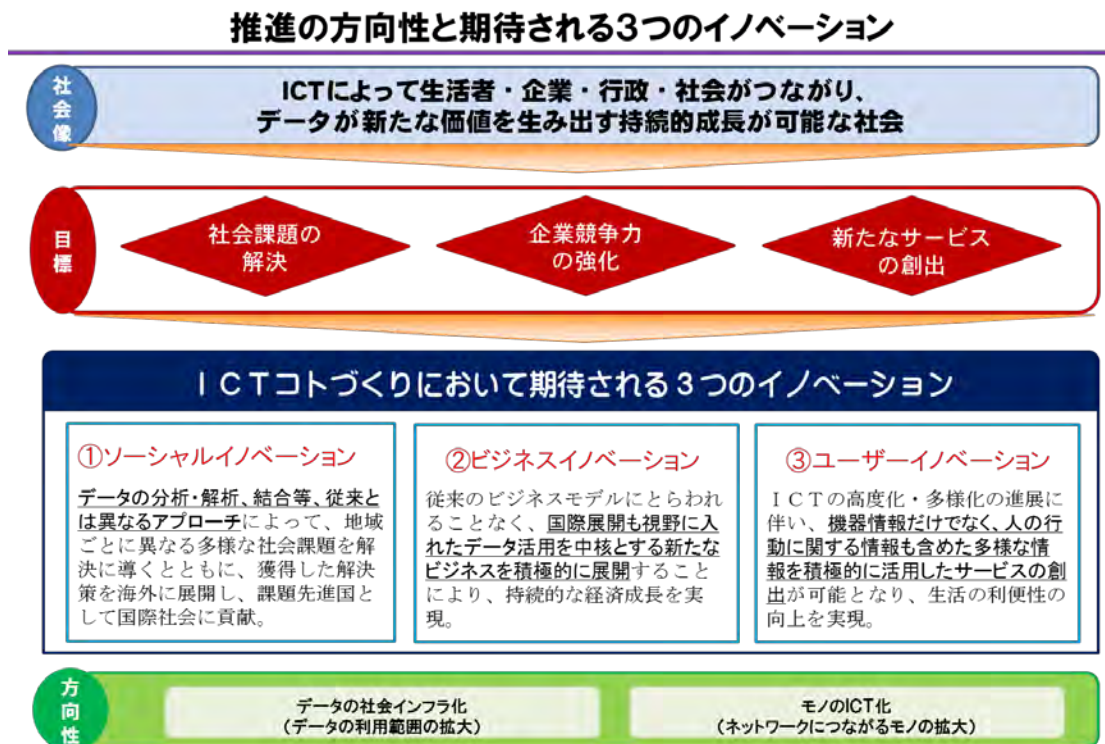 推進の方向性と期待される3つのイノベーション
社会像
ICTによって生活者・企業・行政・社会がつながり、
データが新たな価値を生み出す持続的成長が可能な社会
目標
社会課題の
解決
企業競争力
の強化
新たなサービス
の創出
ＩＣＴコトづくりにおいて期待される３つのイノベーション
①ソーシャルイノベーション
データの分析・解析、結合等、従来と
は異なるアプローチによって、地域
ごとに異なる多様な社会課題を解
決に導くとともに、獲得した解決
策を海外に展開し、課題先進国と
して国際社会に貢献。
②ビジネスイノベーション
従来のビジネスモデルにとらわれ
ることなく、国際展開も視野に入
れたデータ活用を中核とする新たな
ビジネスを積極的に展開すること
により、持続的な経済成長を実
現。
③ユーザーイノベーション
ＩＣＴの高度化・多様化の進展に
伴い、機器情報だけでなく、人の行
動に関する情報も含めた多様な情
報を積極的に活用したサービスの創
出が可能となり、生活の利便性の
向上を実現。
方向性
データの社会インフラ化
（データの利用範囲の拡大）
モノのICT化
（ネットワークにつながるモノの拡大）